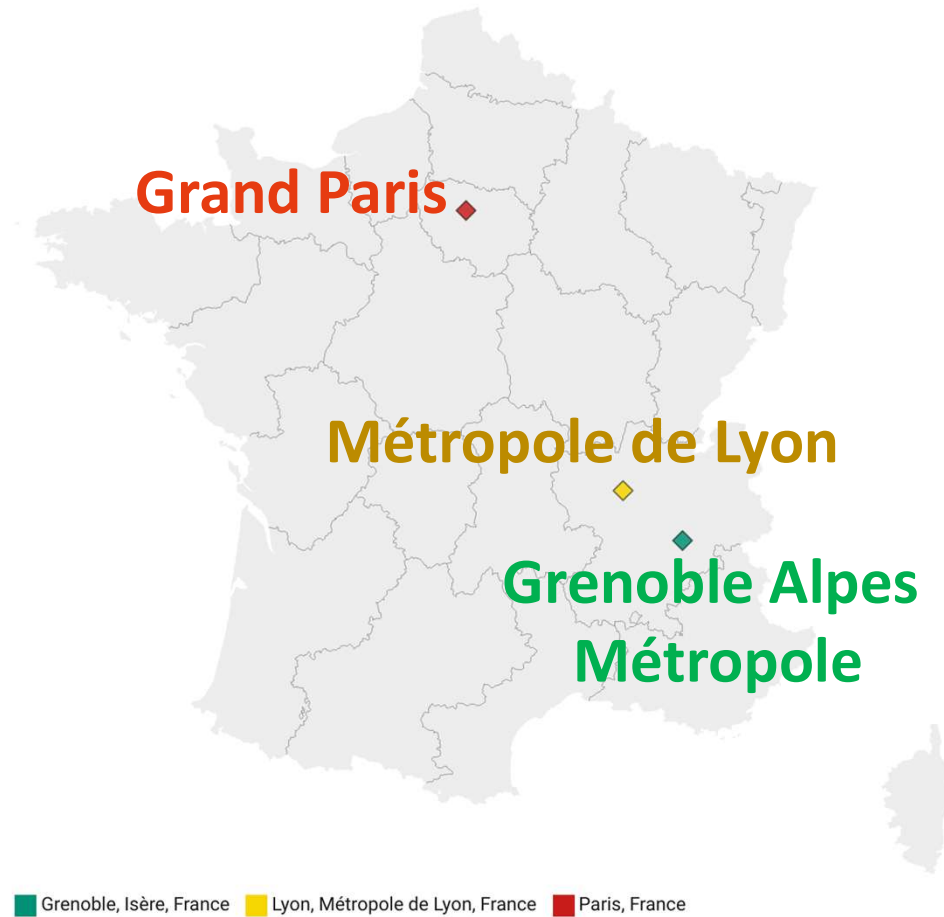 Grand Paris
Métropole de Lyon
Grenoble Alpes
Métropole
Grenoble, Isère, France Lyon, Métropole de Lyon, France Paris, France